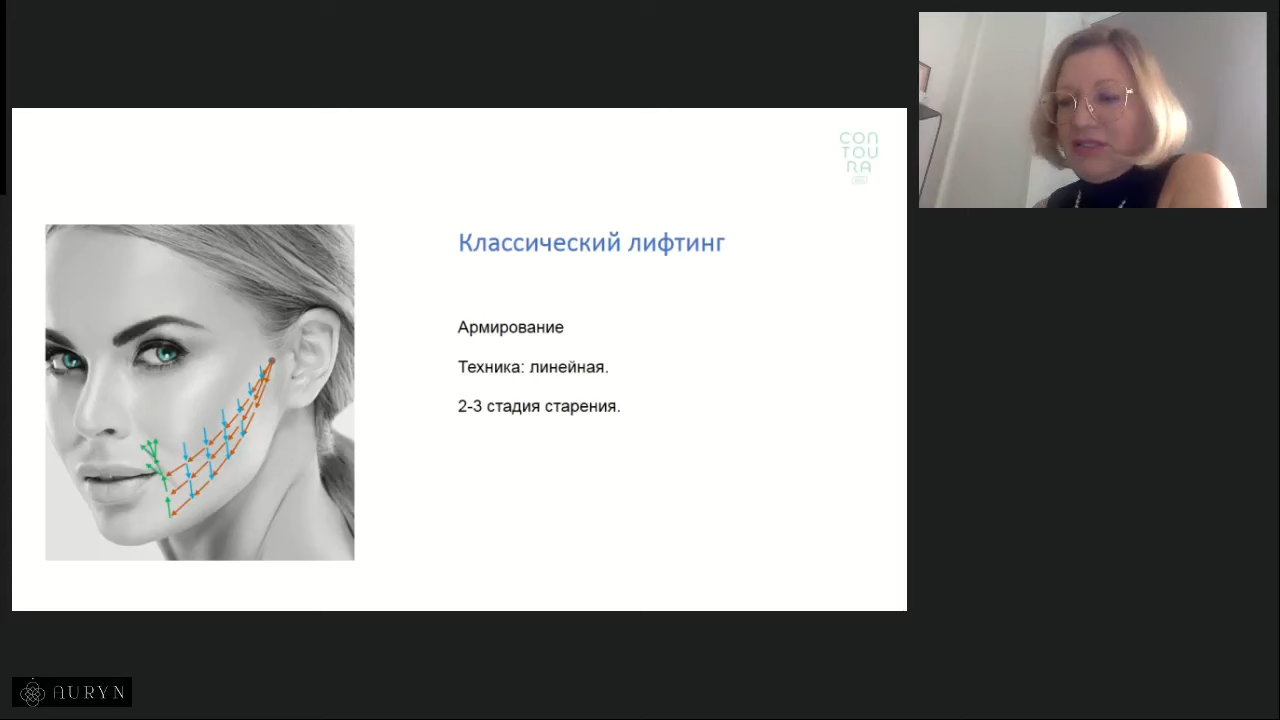 CON
TOU
RA
Классический лифтинг
Армирование
Техника: линейная.
2-3 стадия старения.
AURYN